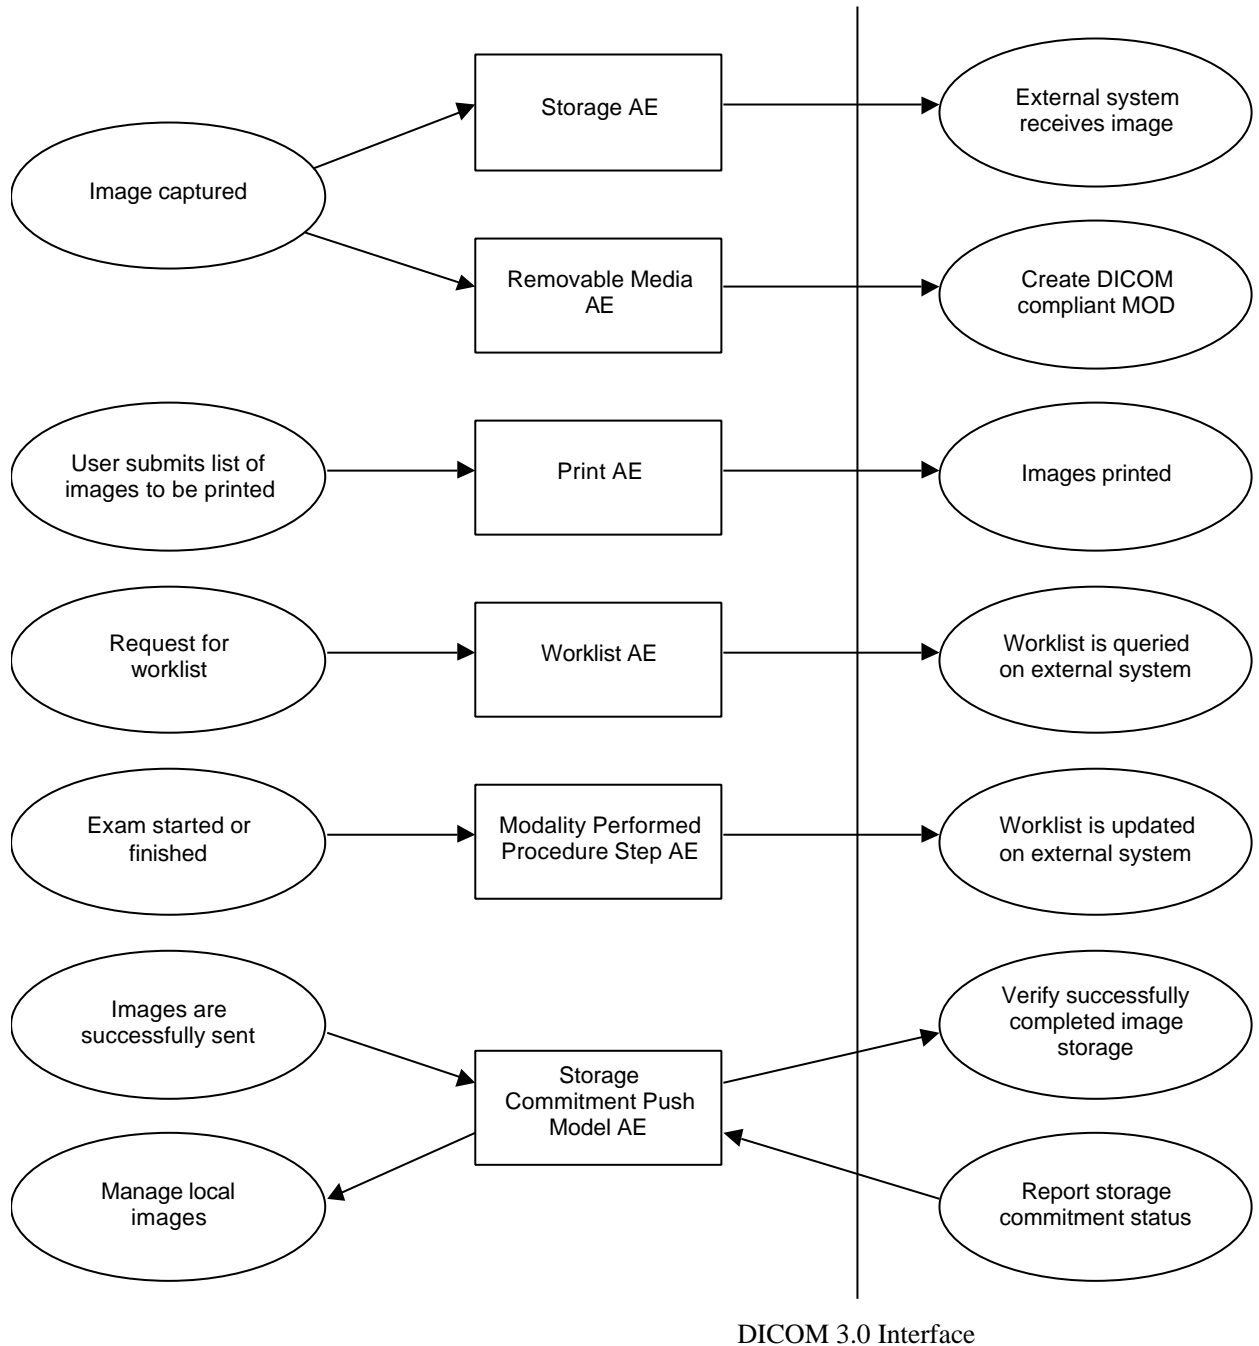 Storage AE
External system
receives image
Image captured
Removable Media
AE
Create DICOM
compliant MOD
User submits list of
images to be printed
Print AE
Images printed
Request for
worklist
Worklist AE
Worklist is queried
on external system
Exam started or
finished
Modality Performed
Procedure Step AE
Worklist is updated
on external system
Images are
successfully sent
Storage
Commitment Push
Model AE
Verify successfully
completed image
storage
Manage local
images
Report storage
commitment status
DICOM 3.0 Interface